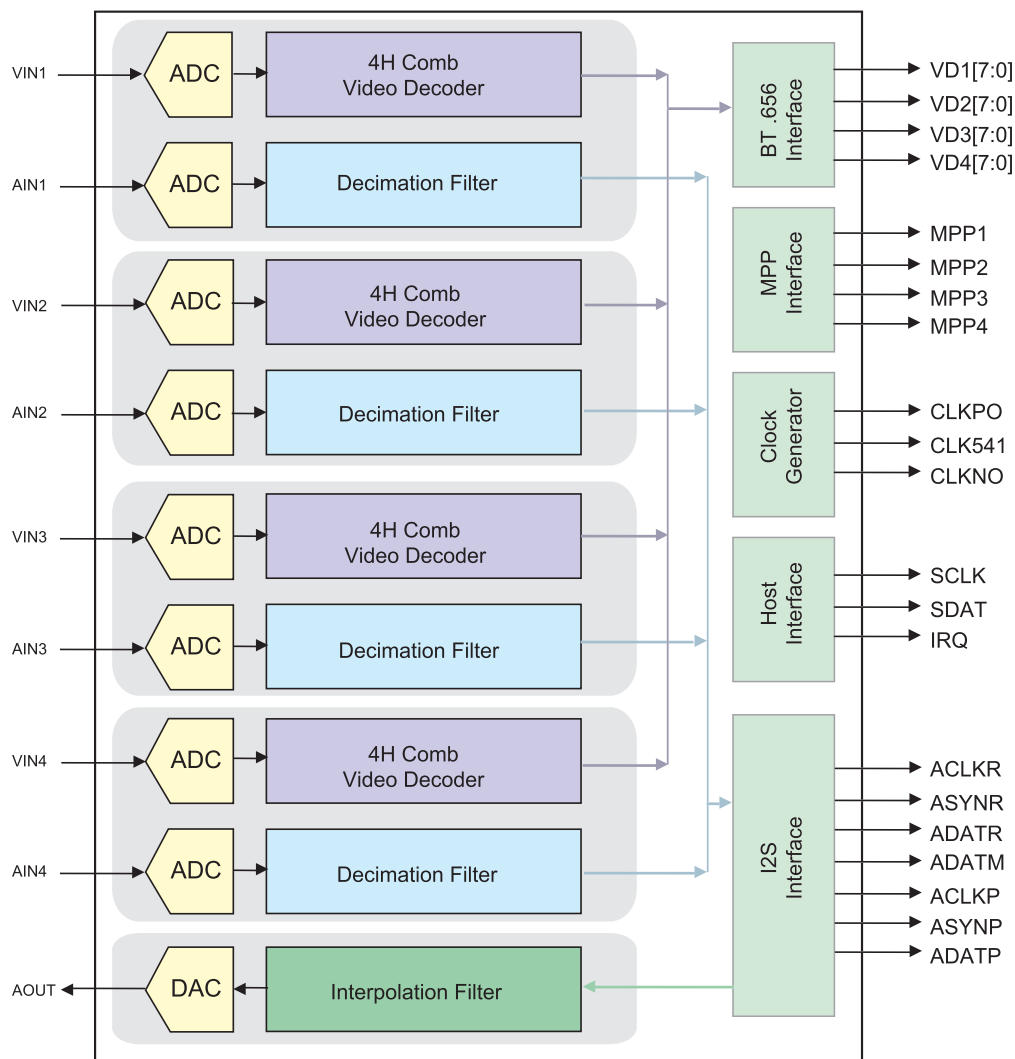 VIN1
ADC
4H Comb
Video Decoder
AIN1
ADC
Decimation Filter
VIN2
ADC
4H Comb
Video Decoder
AIN2
ADC
Decimation Filter
VIN3
ADC
4H Comb
Video Decoder
AIN3
ADC
Decimation Filter
VIN4
ADC
4H Comb
Video Decoder
AIN4
ADC
Decimation Filter
AOUT
DAC
Interpolation Filter
BT .656
Interface
VD1[7:0]
VD2[7:0]
VD3[7:0]
VD4[7:0]
MPP
Interface
MPP1
MPP2
MPP3
MPP4
Clock
Generator
CLKPO
CLK541
CLKNO
Host
Interface
SCLK
SDAT
IRQ
I2S
Interface
ACLKR
ASYNR
ADATR
ADATM
ACLKP
ASYNP
ADATP